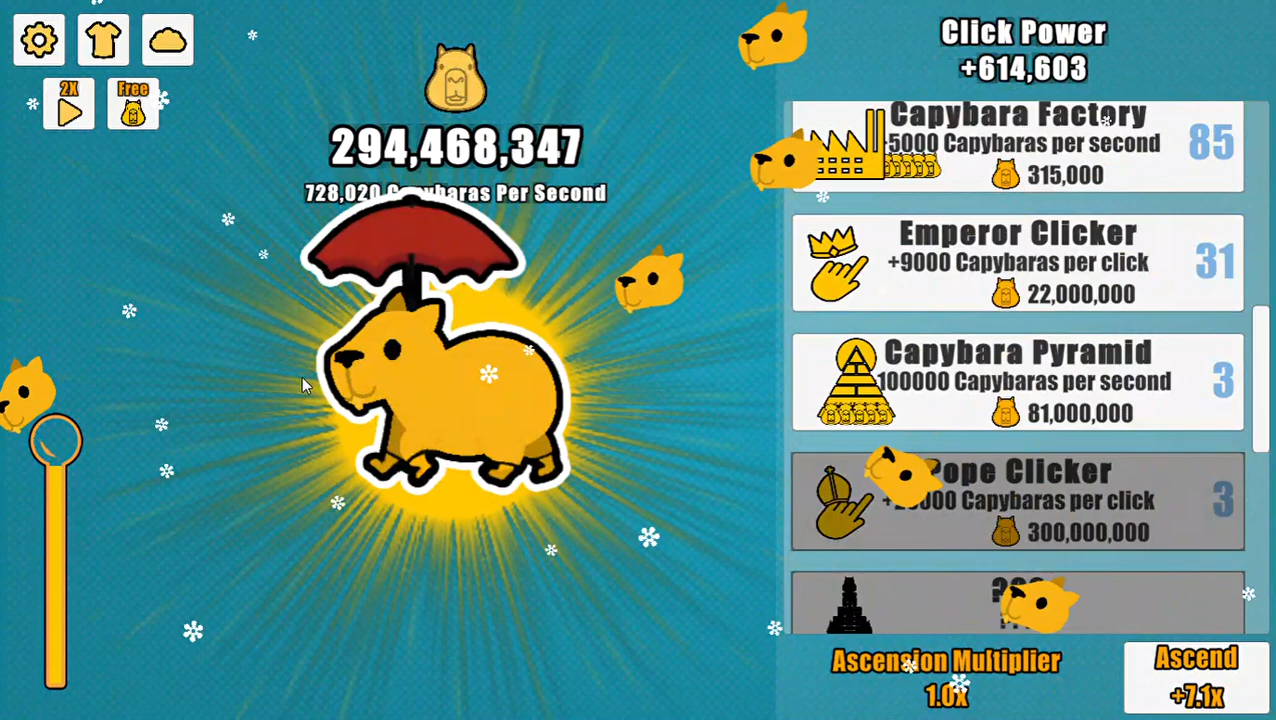 2X
Free
294,468,347
728,020 Capybaras Per Second
Click Power
+614,603
Capybara Factory
+5000 Capybaras per second
315,000
85
Emperor Clicker
+9000 Capybaras per click
22,000,000
31
Capybara Pyramid
100000 Capybaras per second
81,000,000
3
Pope Clicker
Capybaras per click
300,000,000
3
Ascension Multiplier
1.0x
Ascend
+7.1x